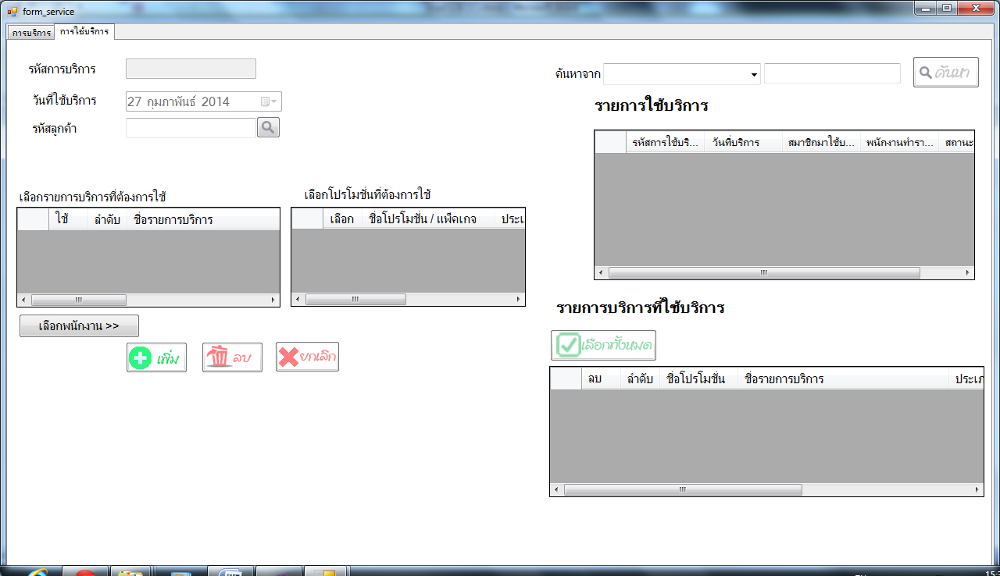 form_service
การบริการ การใช้บริการ
รหัสการบริการ
วันที่ใช้บริการ 27 กุมภาพันธ์ 2014
รหัสลูกค้า
เลือกรายการบริการที่ต้องการใช้
ใช้ ลำดับ ชื่อรายการบริการ
เลือกโปรโมชั่นที่ต้องการใช้
เลือก ชื่อโปรโมชั่น / แพ็คเกจ ประเ
เลือกพนักงาน >>
เพิ่ม ลบ ยกเลิก
ค้นหาจาก ค้นหา
รายการใช้บริการ
รหัสการใช้บริ... วันที่บริการ สมาชิกมาใช้บ... พนักงานทำรา... สถานะ
รายการบริการที่ใช้บริการ
เลือกทั้งหมด
ลบ ลำดับ ชื่อโปรโมชั่น ชื่อรายการบริการ ประเภ